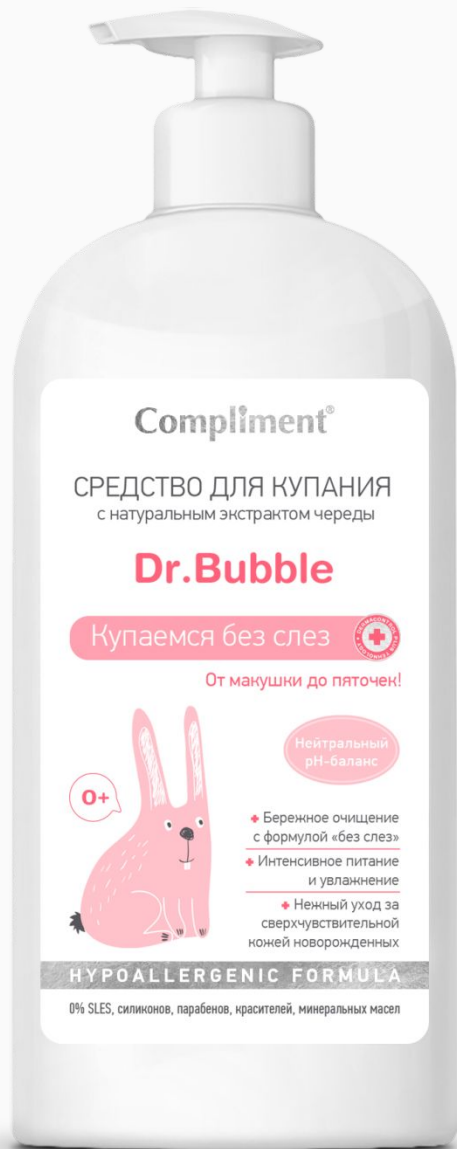 Compliment®
СРЕДСТВО ДЛЯ КУПАНИЯ
с натуральным экстрактом череды
Dr.Bubble
Купаемся без слез
От макушки до пяточек!
Нейтральный
pH-баланс
0+
+ Бережное очищение
с формулой «без слез»
+ Интенсивное питание
и увлажнение
+ Нежный уход за
сверхчувствительной
кожей новорожденных
HYPOALLERGENIC FORMULA
0% SLES, силиконов, парабенов, красителей, минеральных масел